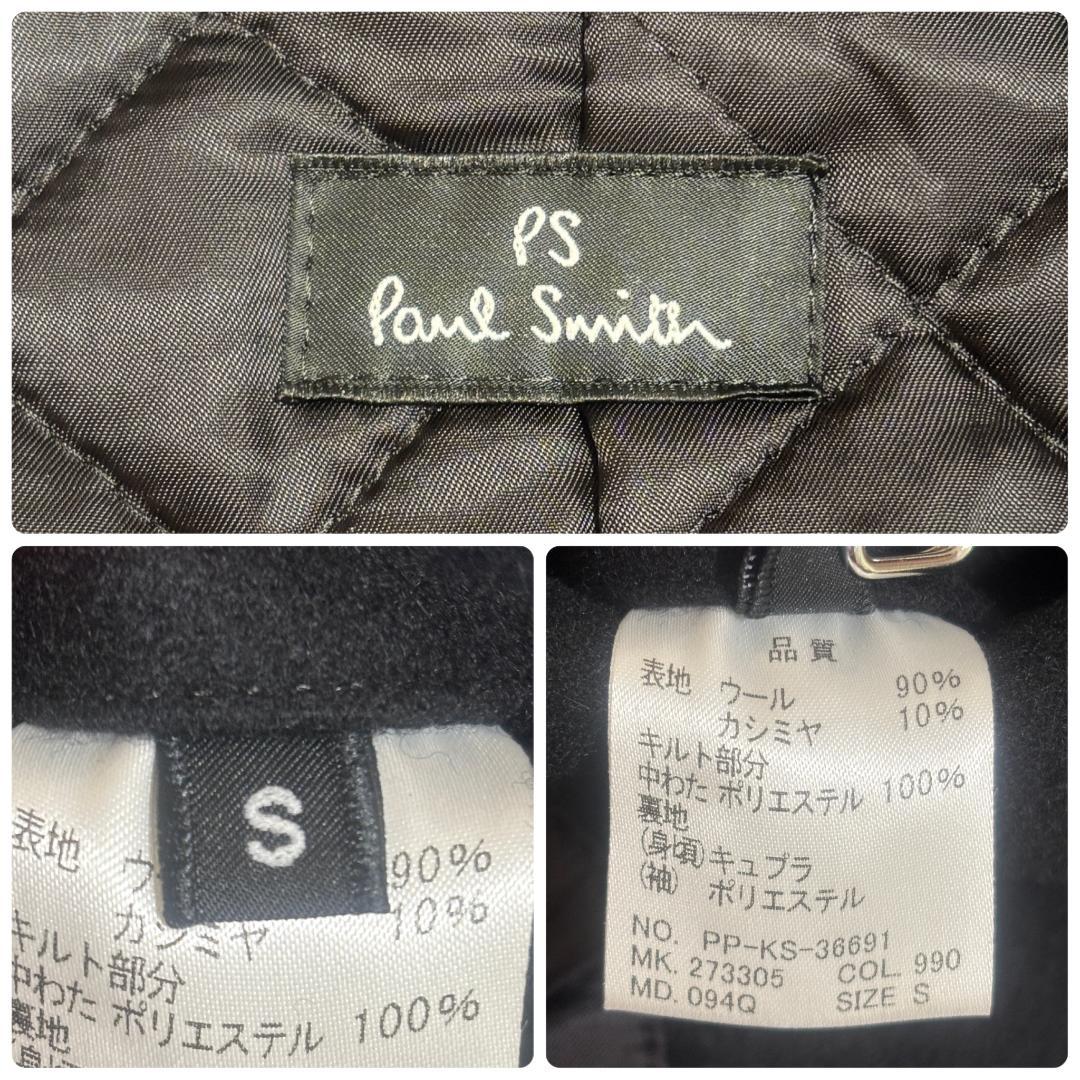 PS
Paul Smith
S
表地 ウ
90%
カシミヤ 10%
キルト部分
中わた ポリエステル 100%
裏地
(身
品質
表地 ウール 90%
カシミヤ 10%
キルト部分
中わた ポリエステル 100%
裏地
(身頃) キュプラ
(袖) ポリエステル
NO. PP-KS-36691
MK. 273305 COL. 990
MD. 094Q SIZE S